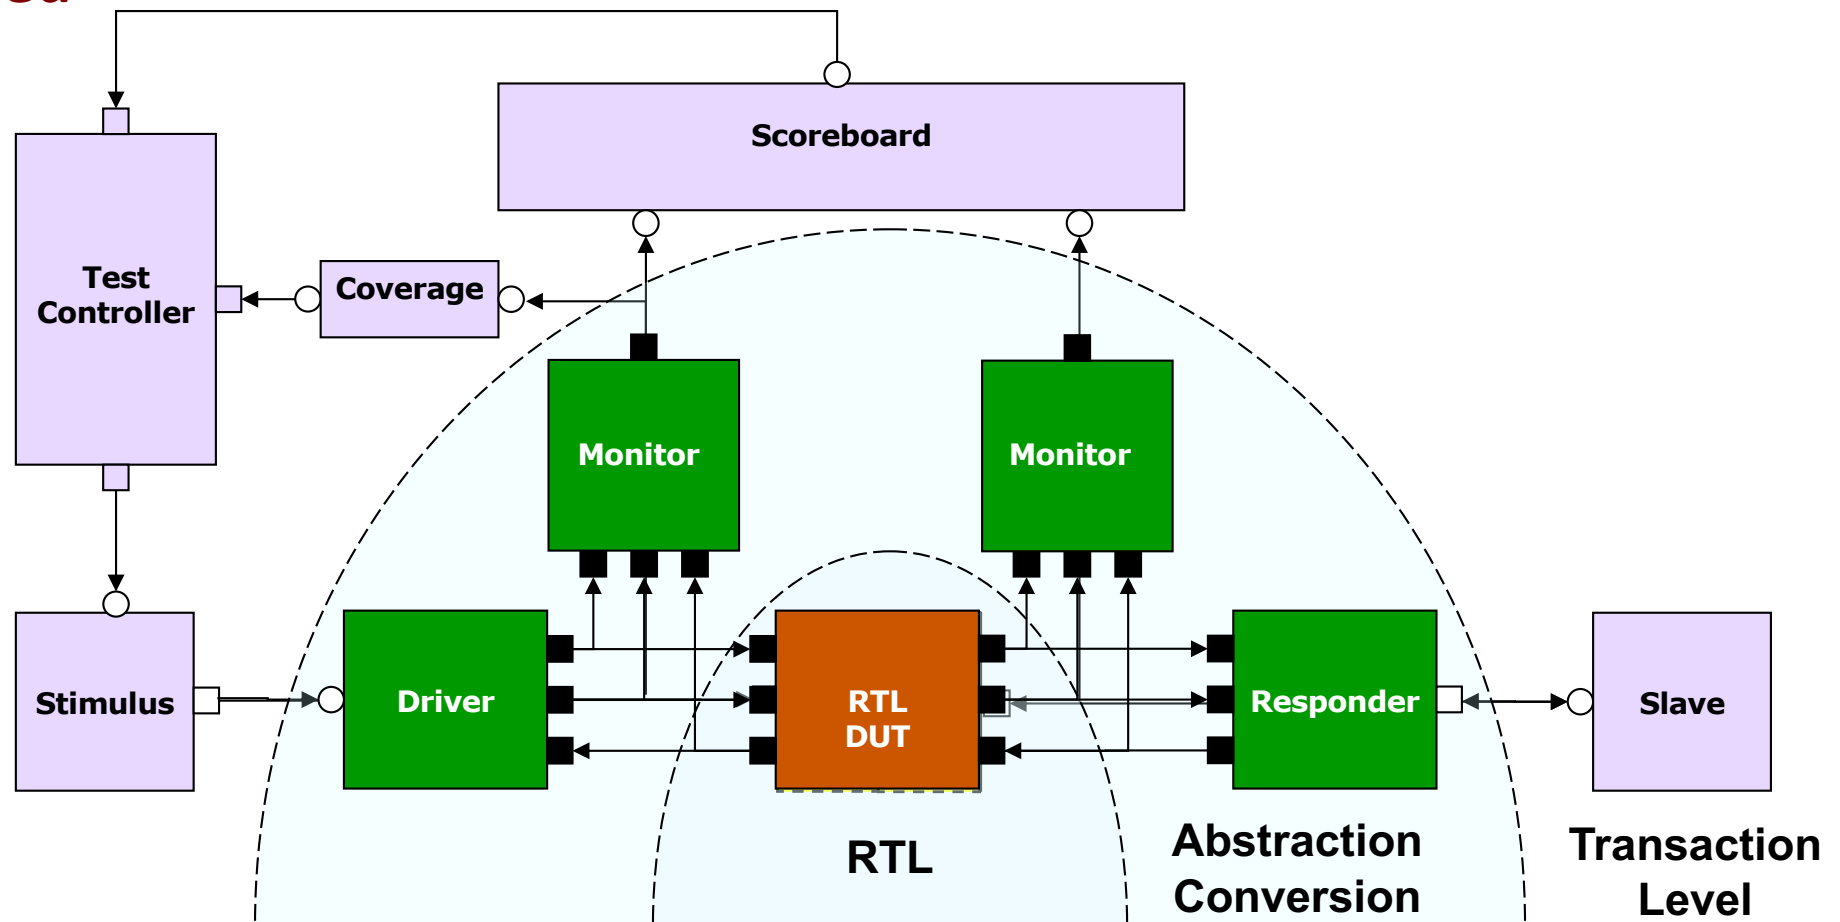 Scoreboard
Test
Controller
Coverage
Monitor
Monitor
Stimulus
Driver
RTL
DUT
Responder
Slave
RTL
Abstraction
Conversion
Transaction
Level